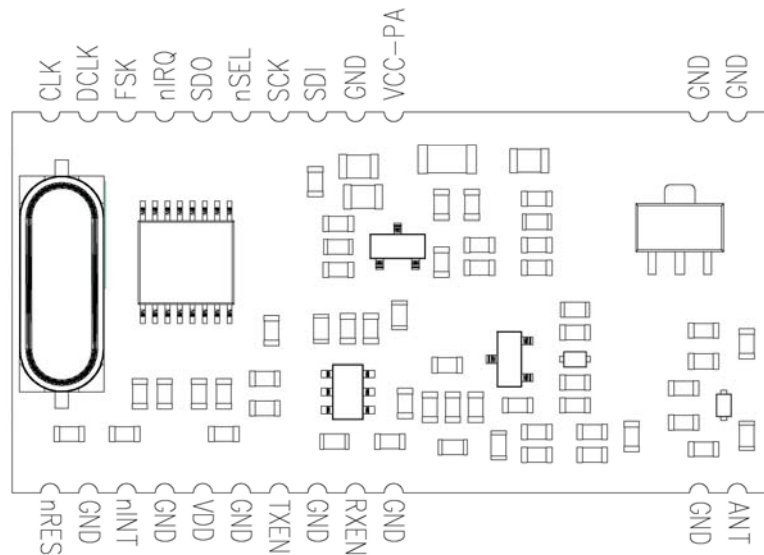 CLK
DCLK
FSK
nIRQ
SDO
nSEL
SCK
SDI
GND
VCC-PA
GND
GND
nRES
GND
nINT
GND
VDD
GND
TXEN
GND
RXEN
GND
GND
ANT